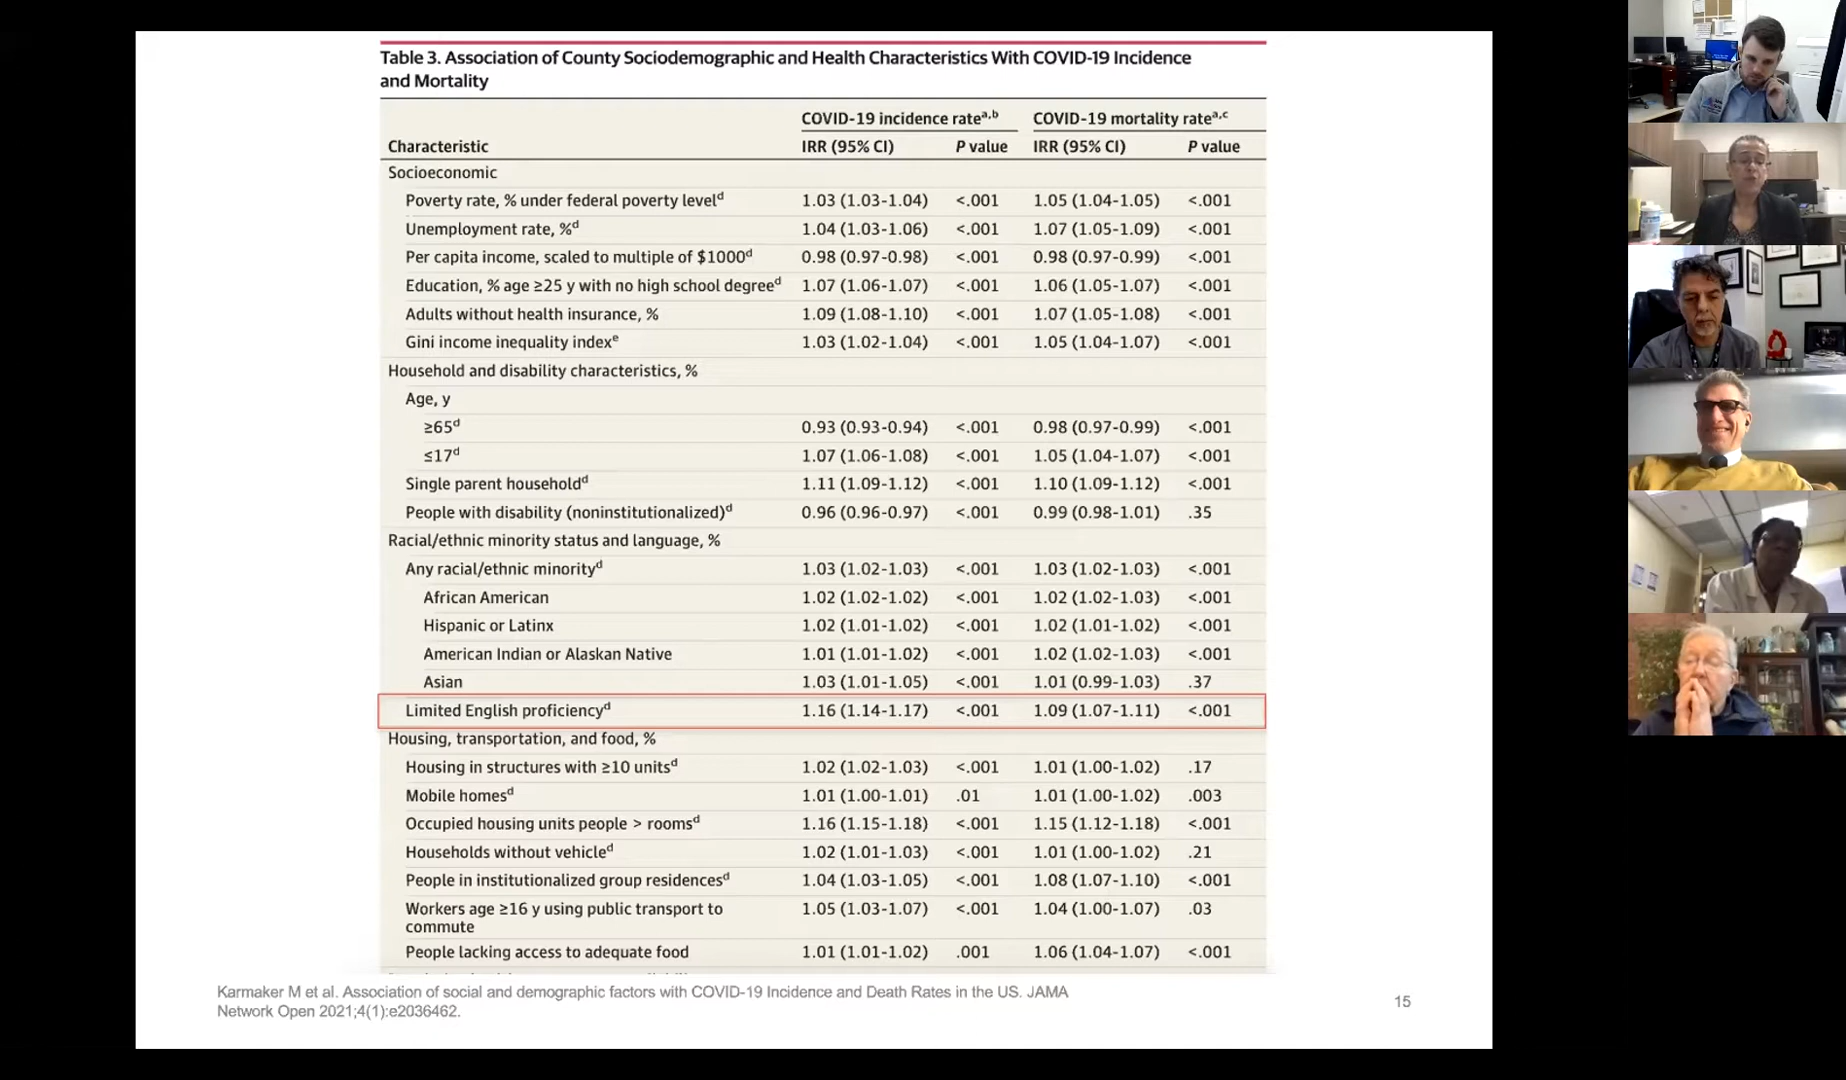 Table 3. Association of County Sociodemographic and Health Characteristics With COVID-19 Incidence
and Mortality
COVID-19 incidence rateᵃ,ᵇ COVID-19 mortality rateᵃ,ᶜ
Characteristic IRR (95% CI) P value IRR (95% CI) P value
Socioeconomic
Poverty rate, % under federal poverty levelᵈ 1.03 (1.03-1.04) <.001 1.05 (1.04-1.05) <.001
Unemployment rate, %ᵈ 1.04 (1.03-1.06) <.001 1.07 (1.05-1.09) <.001
Per capita income, scaled to multiple of $1000ᵈ 0.98 (0.97-0.98) <.001 0.98 (0.97-0.99) <.001
Education, % age ≥25 y with no high school degreeᵈ 1.07 (1.06-1.07) <.001 1.06 (1.05-1.07) <.001
Adults without health insurance, % 1.09 (1.08-1.10) <.001 1.07 (1.05-1.08) <.001
Gini income inequality indexᵉ 1.03 (1.02-1.04) <.001 1.05 (1.04-1.07) <.001
Household and disability characteristics, %
Age, y
≥65ᵈ 0.93 (0.93-0.94) <.001 0.98 (0.97-0.99) <.001
≤17ᵈ 1.07 (1.06-1.08) <.001 1.05 (1.04-1.07) <.001
Single parent householdᵈ 1.11 (1.09-1.12) <.001 1.10 (1.09-1.12) <.001
People with disability (noninstitutionalized)ᵈ 0.96 (0.96-0.97) <.001 0.99 (0.98-1.01) .35
Racial/ethnic minority status and language, %
Any racial/ethnic minorityᵈ 1.03 (1.02-1.03) <.001 1.03 (1.02-1.03) <.001
African American 1.02 (1.02-1.02) <.001 1.02 (1.02-1.03) <.001
Hispanic or Latinx 1.02 (1.01-1.02) <.001 1.02 (1.01-1.02) <.001
American Indian or Alaskan Native 1.01 (1.01-1.02) <.001 1.02 (1.02-1.03) <.001
Asian 1.03 (1.01-1.05) <.001 1.01 (0.99-1.03) .37
Limited English proficiencyᵈ 1.16 (1.14-1.17) <.001 1.09 (1.07-1.11) <.001
Housing, transportation, and food, %
Housing in structures with ≥10 unitsᵈ 1.02 (1.02-1.03) <.001 1.01 (1.00-1.02) .17
Mobile homesᵈ 1.01 (1.00-1.01) .01 1.01 (1.00-1.02) .003
Occupied housing units people > roomsᵈ 1.16 (1.15-1.18) <.001 1.15 (1.12-1.18) <.001
Households without vehicleᵈ 1.02 (1.01-1.03) <.001 1.01 (1.00-1.02) .21
People in institutionalized group residencesᵈ 1.04 (1.03-1.05) <.001 1.08 (1.07-1.10) <.001
Workers age ≥16 y using public transport to 1.05 (1.03-1.07) <.001 1.04 (1.00-1.07) .03
commute
People lacking access to adequate food 1.01 (1.01-1.02) .001 1.06 (1.04-1.07) <.001
Karmaker M et al. Association of social and demographic factors with COVID-19 Incidence and Death Rates in the US. JAMA
Network Open 2021;4(1):e2036462.
15